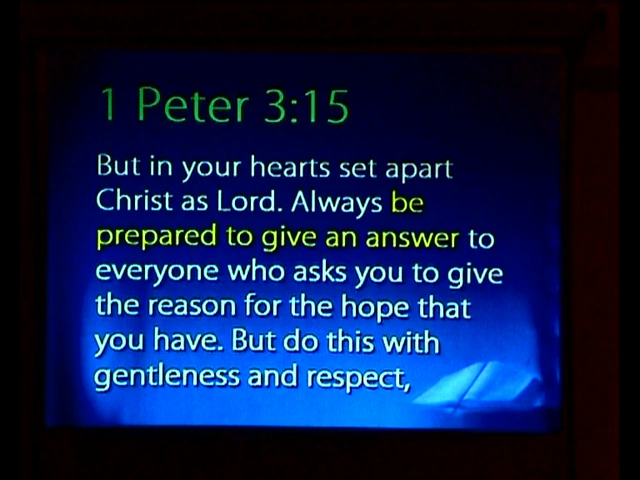 1 Peter 3:15
But in your hearts set apart
Christ as Lord. Always be
prepared to give an answer to
everyone who asks you to give
the reason for the hope that
you have. But do this with
gentleness and respect,